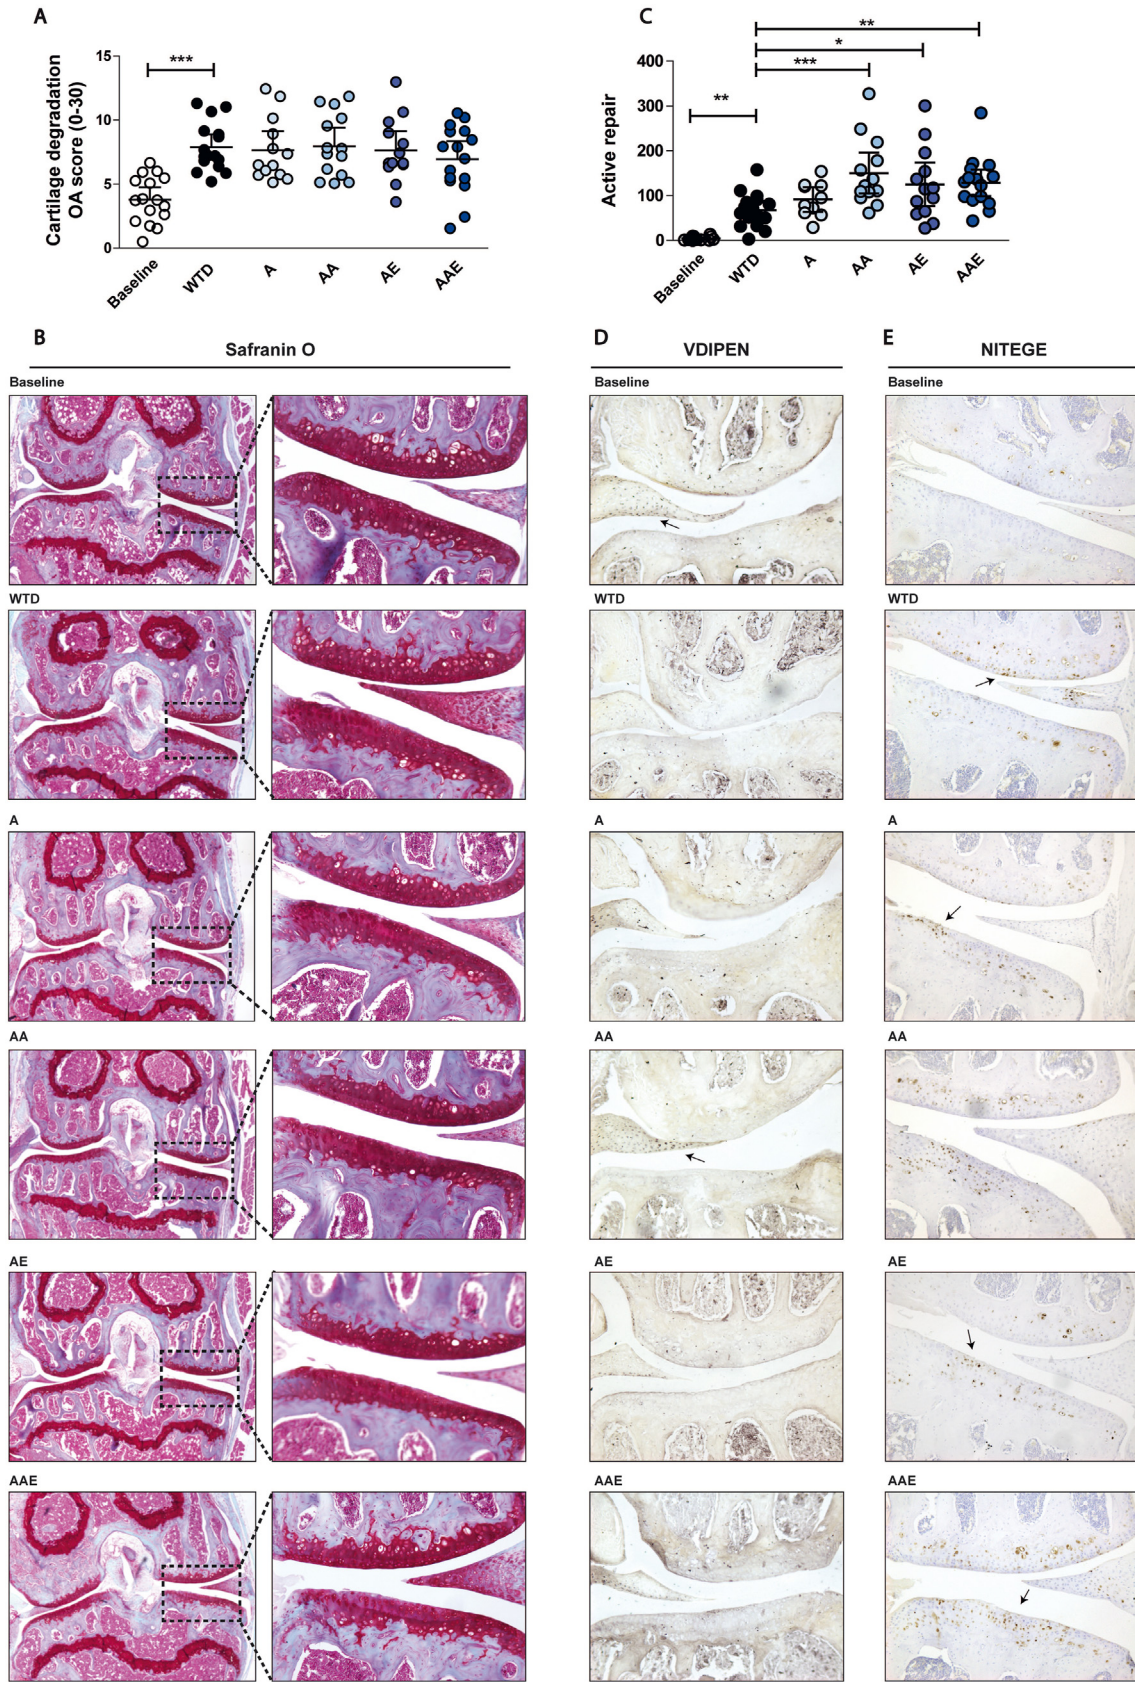 A
Cartilage degradation
OA score (0-30)
15
10
5
0
***
Baseline
WTD
A
AA
AE
AAE
C
Active repair
400
300
200
100
0
**
*
***
**
Baseline
WTD
A
AA
AE
AAE
B
Safranin O
D
VDIPEN
E
NITEGE
Baseline
Baseline
Baseline
WTD
WTD
WTD
A
A
A
AA
AA
AA
AE
AE
AE
AAE
AAE
AAE